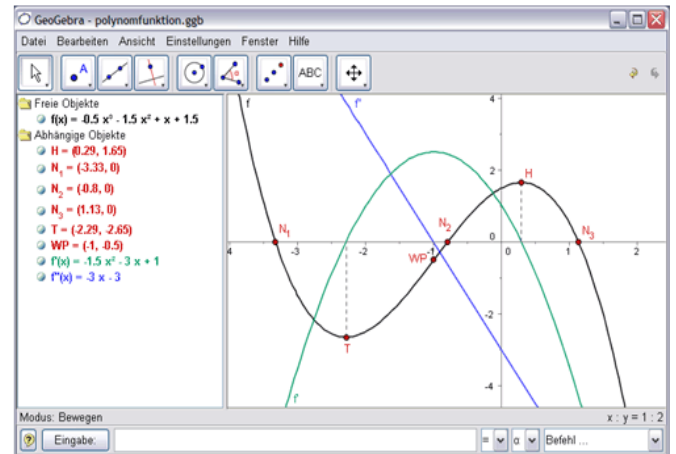 GeoGebra - polynomfunktion.ggb
Datei Bearbeiten Ansicht Einstellungen Fenster Hilfe
A α ABC
Freie Objekte
f(x) = -0.5 x³ - 1.5 x² + x + 1.5
Abhängige Objekte
H = (0.29, 1.65)
N₁ = (-3.33, 0)
N₂ = (-0.8, 0)
N₃ = (1.13, 0)
T = (-2.29, -2.65)
WP = (-1, -0.5)
f'(x) = -1.5 x² - 3 x + 1
f''(x) = -3 x - 3
f f'' 4
2 H
N₁ N₂ N₃
4 -3 -2 -1 0 0 1 2
WP
-2
T
-4
f'
Modus: Bewegen x : y = 1 : 2
? Eingabe: = α Befehl ...